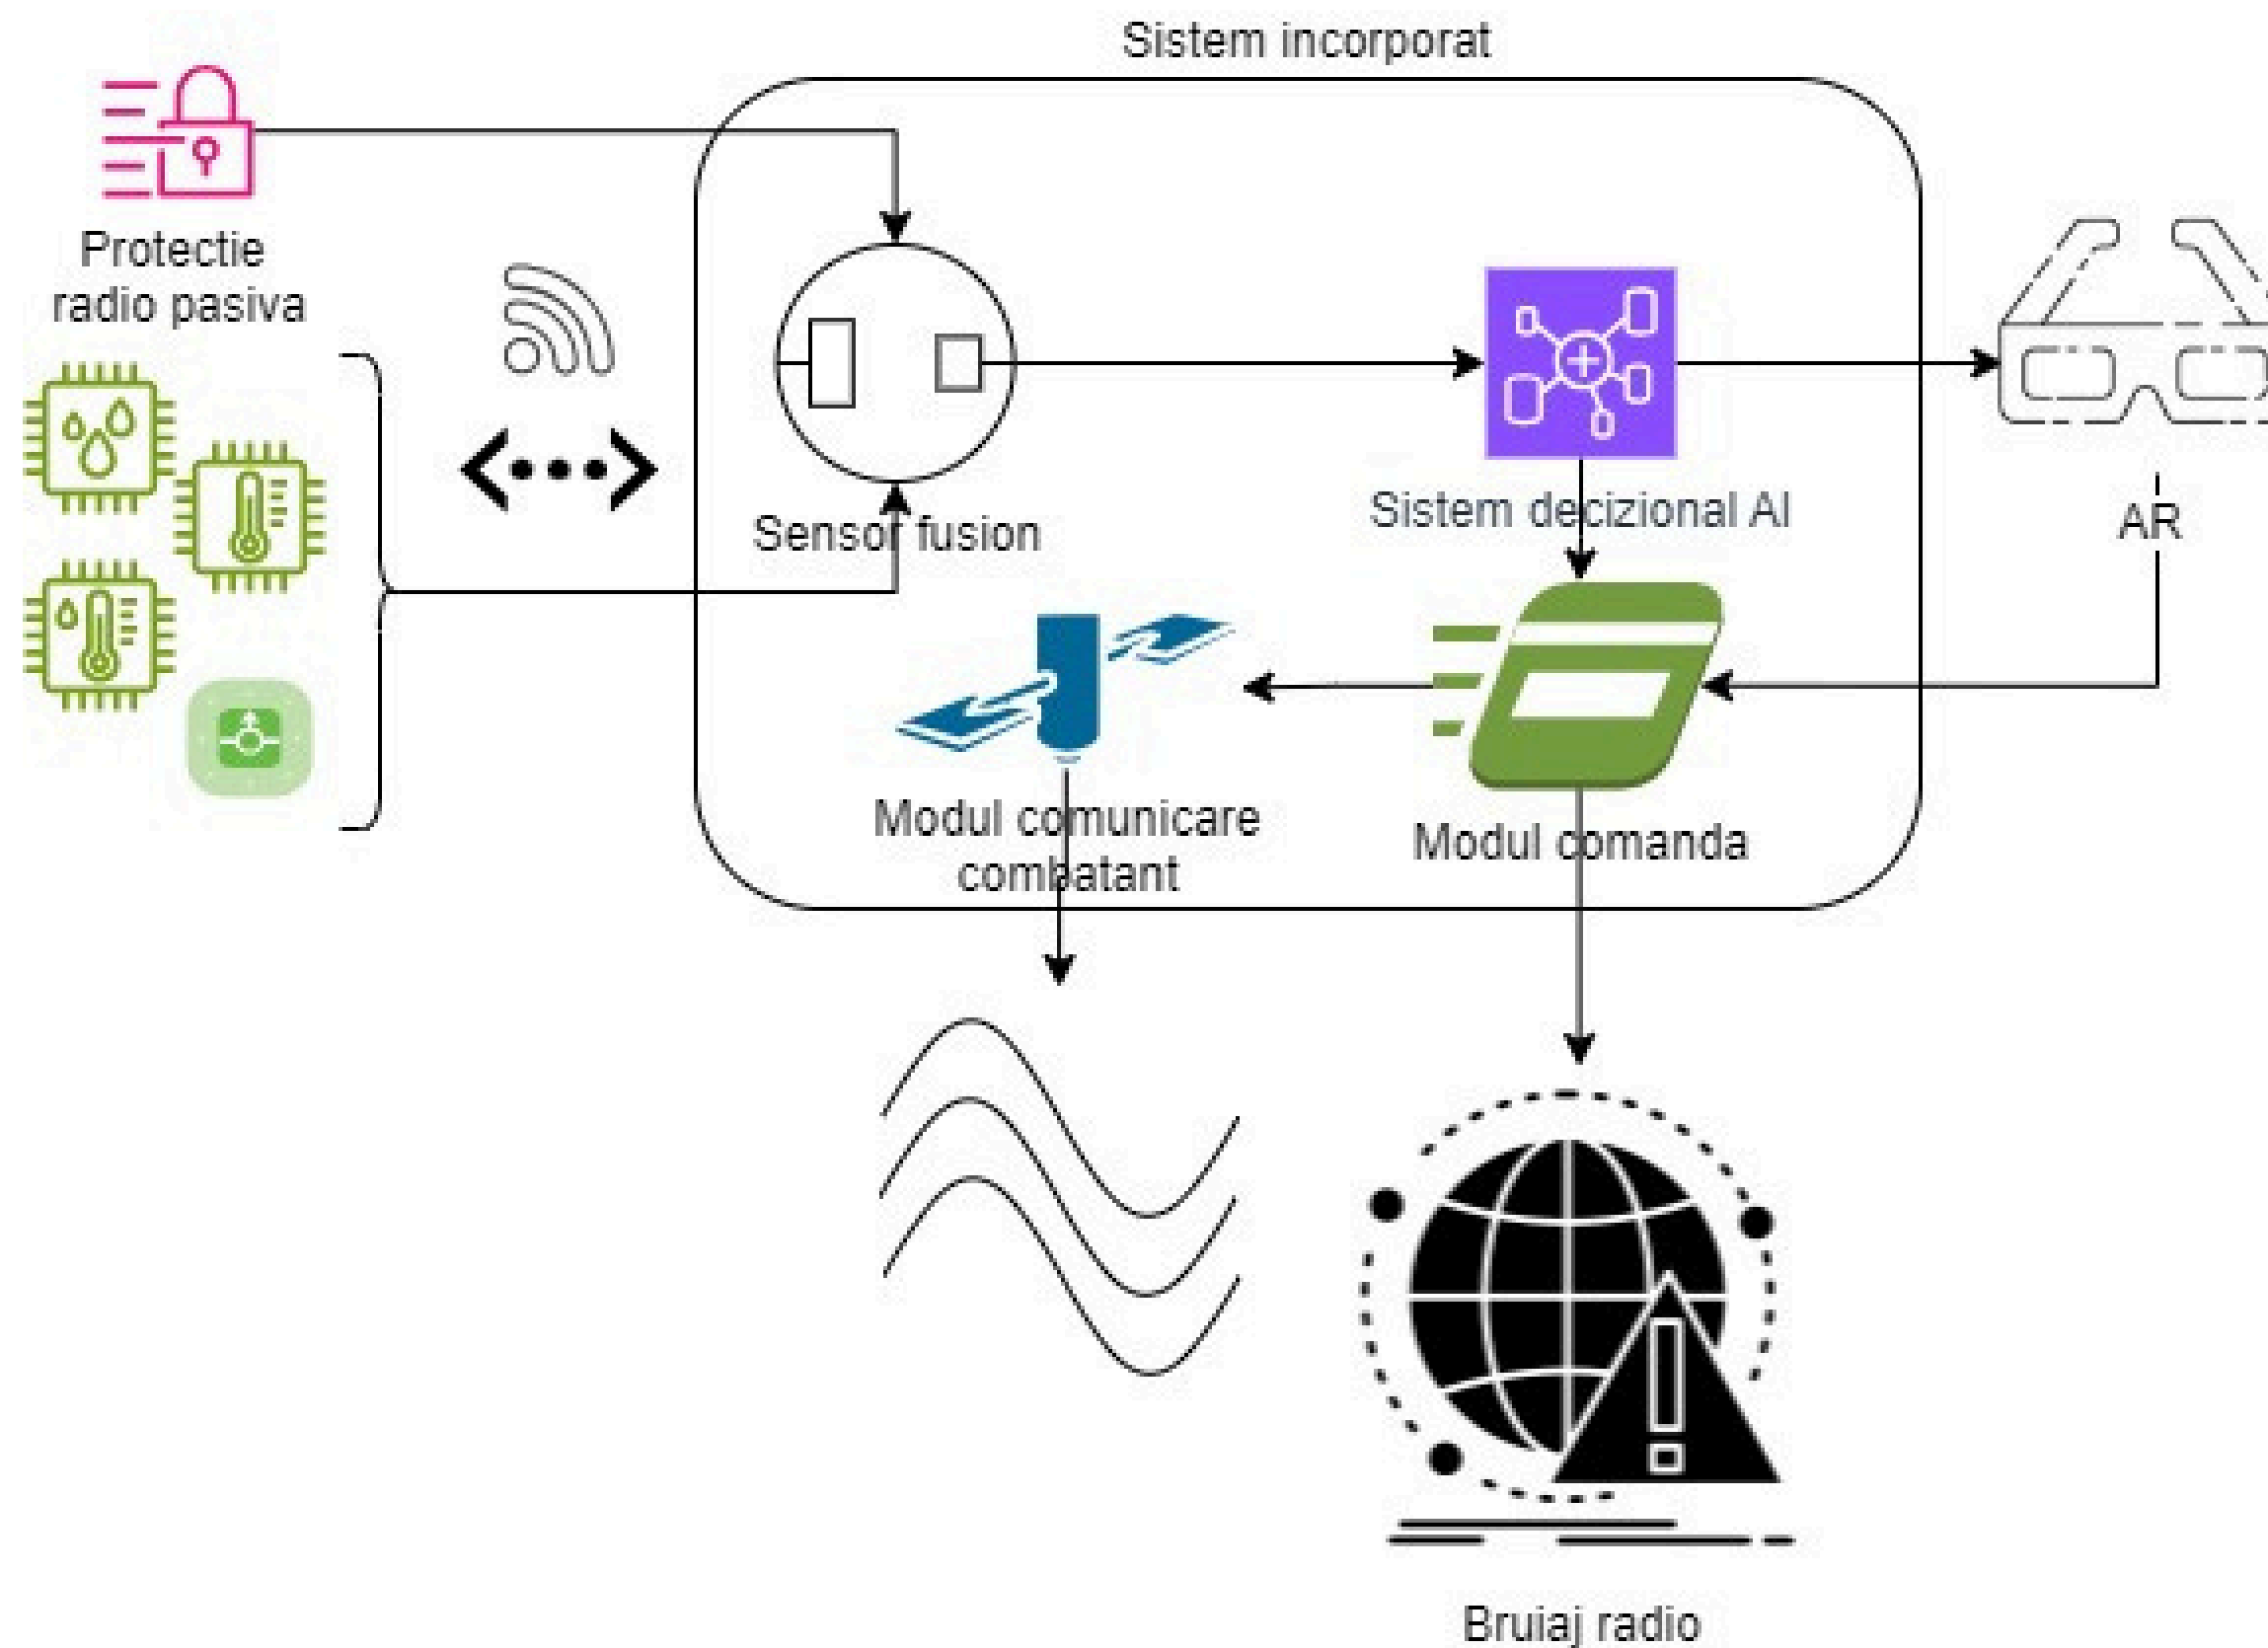 Sistem incorporat
Protectie
radio pasiva
Sensor fusion
Sistem decizional AI
AR
Modul comunicare
combatant
Modul comanda
Bruiaj radio